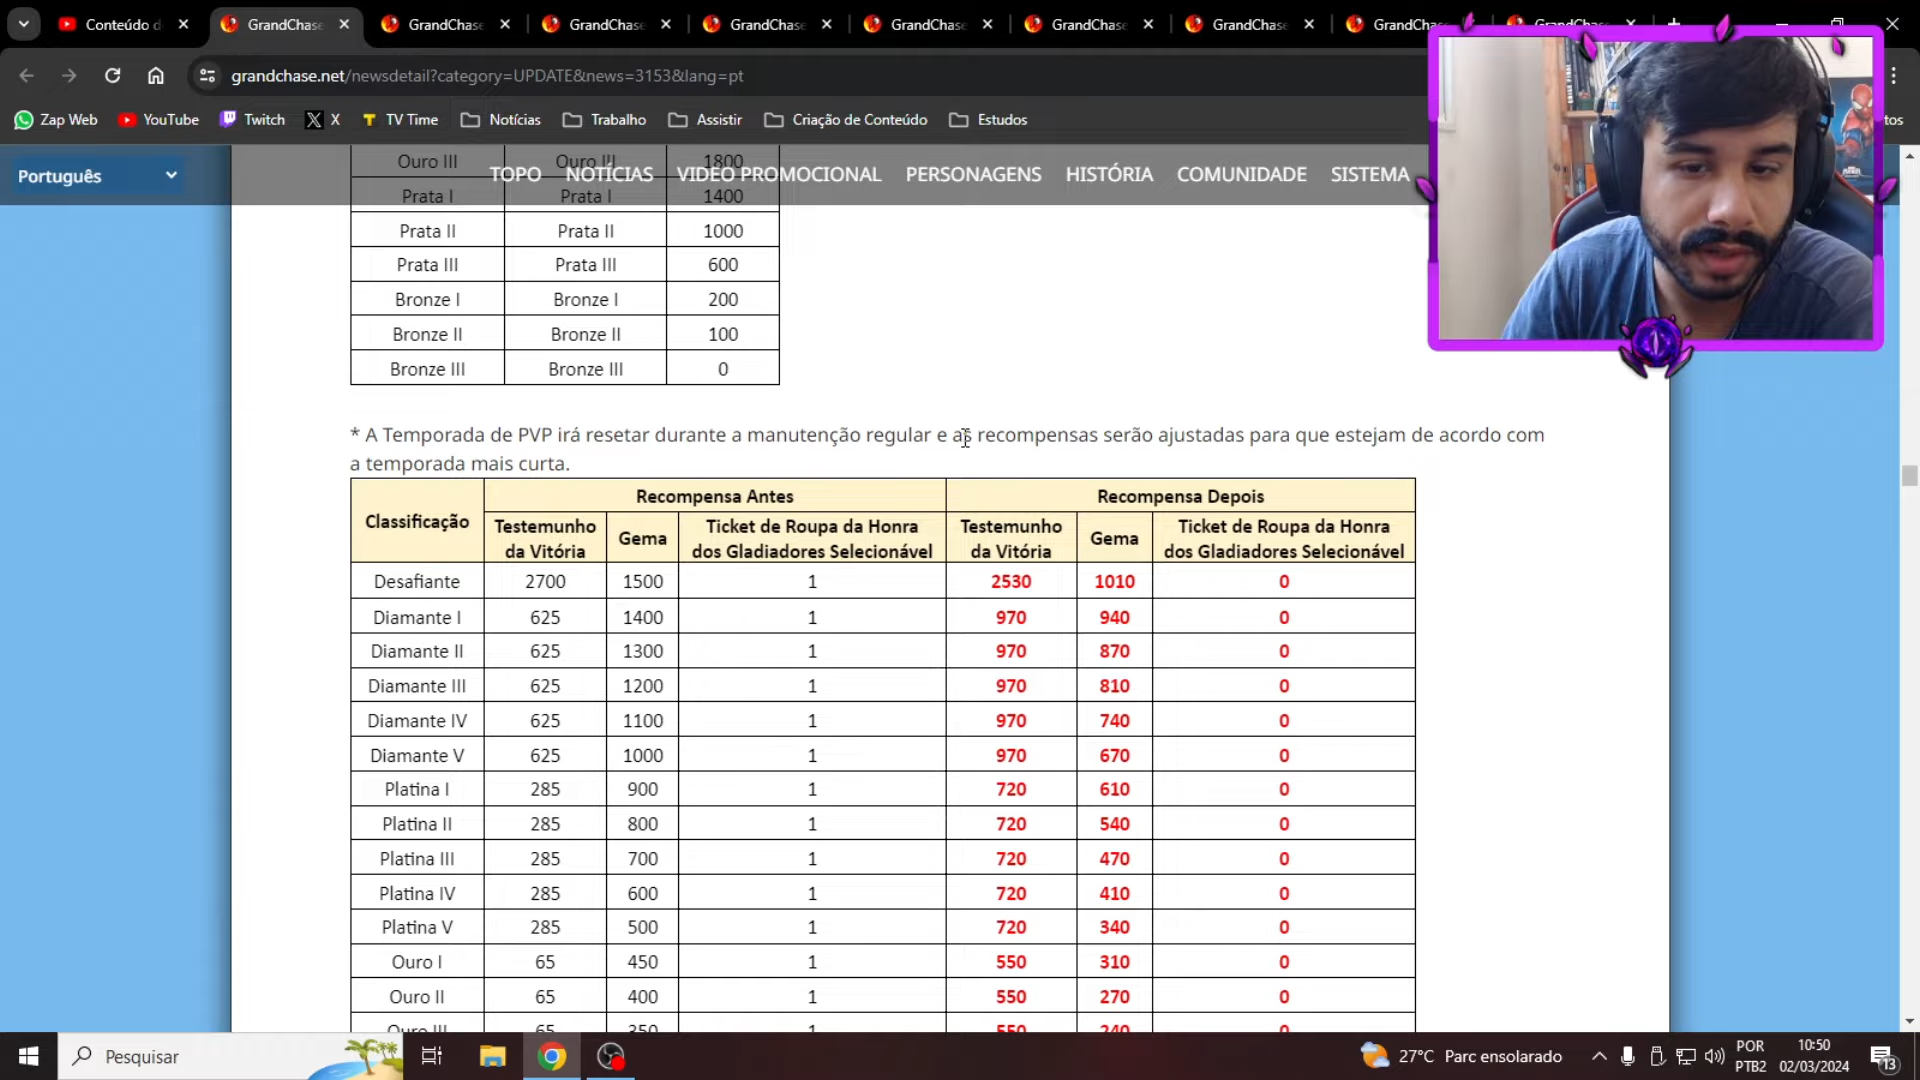 Conteúdo d
GrandChase
GrandChase
GrandChase
GrandChase
GrandChase
GrandChase
GrandChase
GrandChase
GrandChase
grandchase.net/newsdetail?category=UPDATE&news=3153&lang=pt
Zap Web YouTube Twitch X TV Time Notícias Trabalho Assistir Criação de Conteúdo Estudos
Português
TOPO NOTÍCIAS VIDEO PROMOCIONAL PERSONAGENS HISTÓRIA COMUNIDADE SISTEMA
Ouro III Ouro III 1800
Prata I Prata I 1400
Prata II Prata II 1000
Prata III Prata III 600
Bronze I Bronze I 200
Bronze II Bronze II 100
Bronze III Bronze III 0
* A Temporada de PVP irá resetar durante a manutenção regular e as recompensas serão ajustadas para que estejam de acordo com
a temporada mais curta.
Classificação Recompensa Antes Recompensa Depois
Testemunho da Vitória Gema Ticket de Roupa da Honra dos Gladiadores Selecionável Testemunho da Vitória Gema Ticket de Roupa da Honra dos Gladiadores Selecionável
Desafiante 2700 1500 1 2530 1010 0
Diamante I 625 1400 1 970 940 0
Diamante II 625 1300 1 970 870 0
Diamante III 625 1200 1 970 810 0
Diamante IV 625 1100 1 970 740 0
Diamante V 625 1000 1 970 670 0
Platina I 285 900 1 720 610 0
Platina II 285 800 1 720 540 0
Platina III 285 700 1 720 470 0
Platina IV 285 600 1 720 410 0
Platina V 285 500 1 720 340 0
Ouro I 65 450 1 550 310 0
Ouro II 65 400 1 550 270 0
Ouro III 65 350 1 550 240 0
Pesquisar
27°C Parc ensolarado
POR
PTB2
10:50
02/03/2024
13